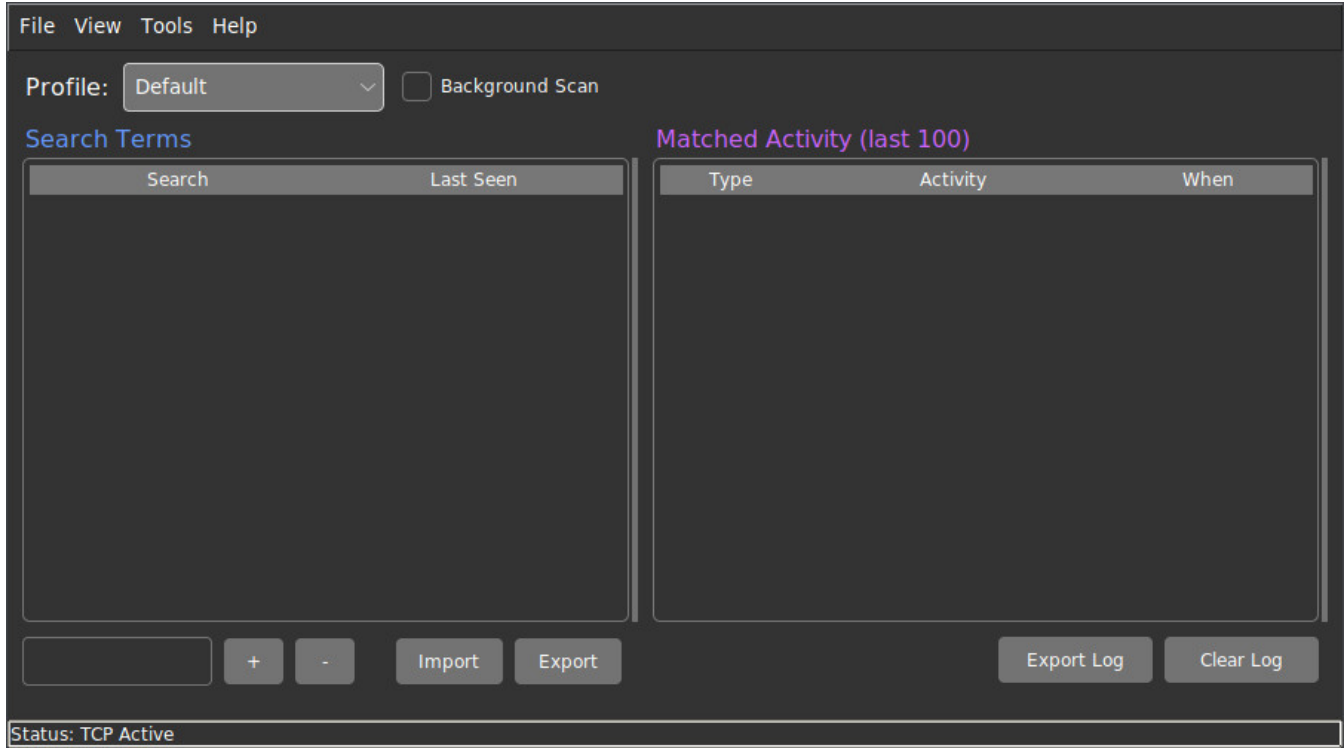 File View Tools Help
Profile: Default Background Scan
Search Terms
Search Last Seen
Matched Activity (last 100)
Type Activity When
+ - Import Export
Export Log Clear Log
Status: TCP Active